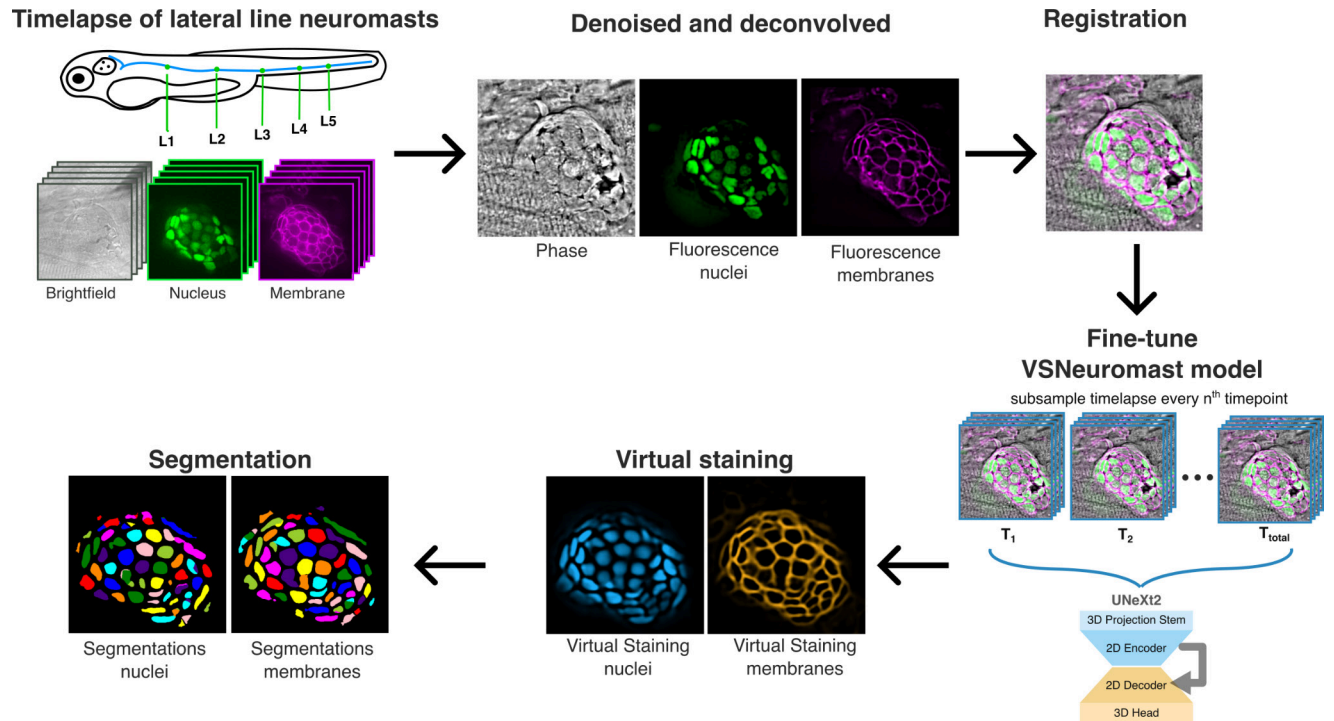 Timelapse of lateral line neuromasts
L1
L2
L3
L4
L5
Brightfield
Nucleus
Membrane
Denoised and deconvolved
Phase
Fluorescence
nuclei
Fluorescence
membranes
Registration
Fine-tune
VSNeuromast model
subsample timelapse every nth timepoint
T1
T2
Ttotal
UNeXt2
3D Projection Stem
2D Encoder
2D Decoder
3D Head
Virtual staining
Virtual Staining
nuclei
Virtual Staining
membranes
Segmentation
Segmentations
nuclei
Segmentations
membranes